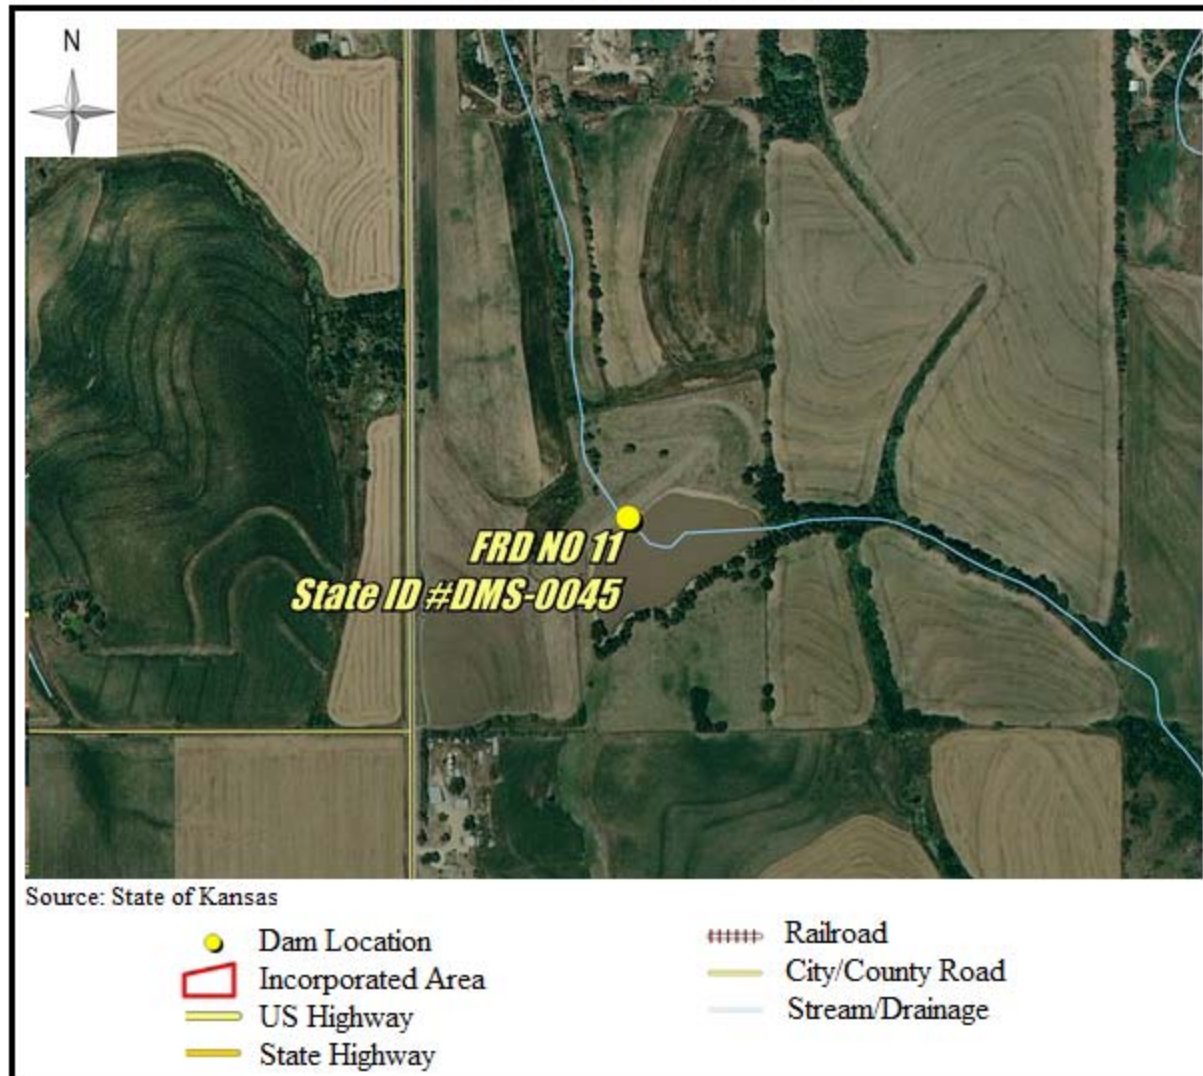 N
FRD NO 11
State ID #DMS-0045
Source: State of Kansas
Dam Location
Incorporated Area
US Highway
State Highway
Railroad
City/County Road
Stream/Drainage